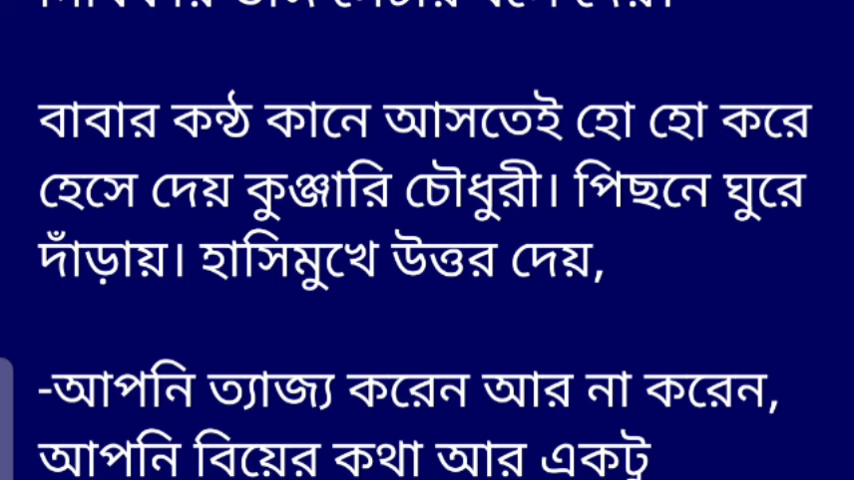 বাবার কন্ঠ কানে আসতেই হো হো করে
হেসে দেয় কুঞ্জারি চৌধুরী। পিছনে ঘুরে
দাঁড়ায়। হাসিমুখে উত্তর দেয়,
-আপনি ত্যাজ্য করেন আর না করেন,
আপনি বিয়ের কথা আর একটু